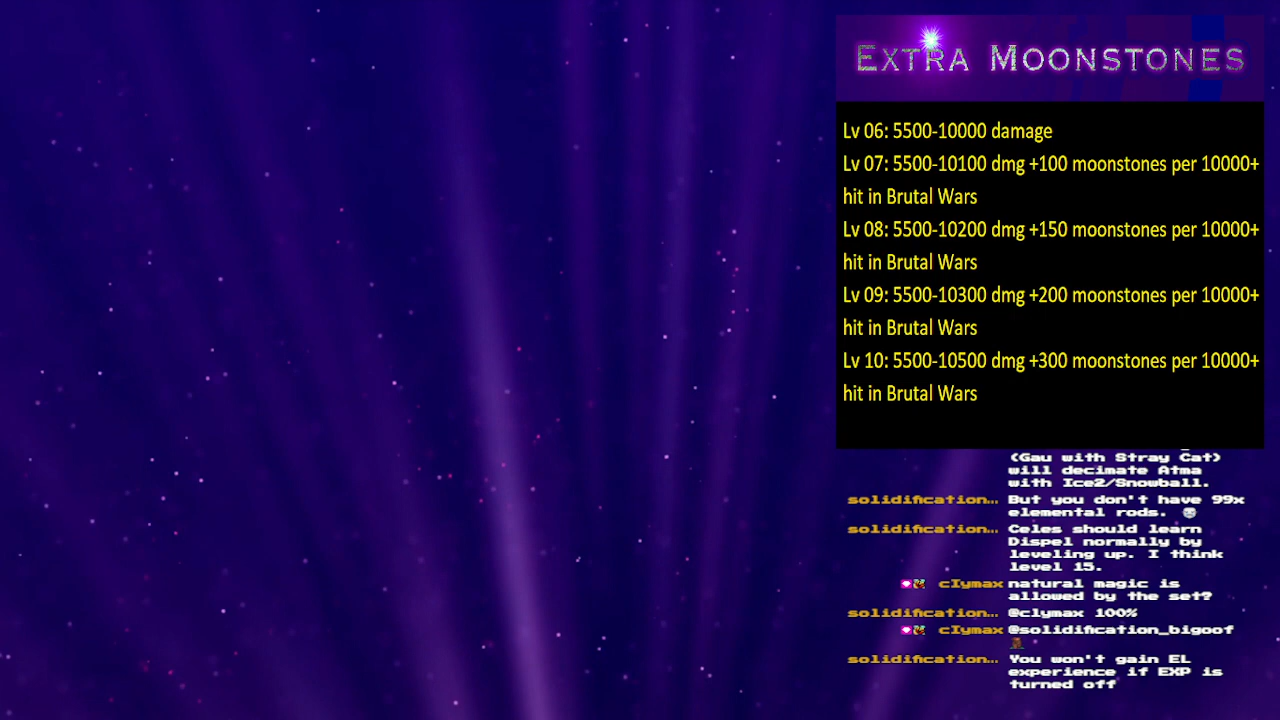 Extra Moonstones
Lv 06: 5500-10000 damage
Lv 07: 5500-10100 dmg +100 moonstones per 10000+
hit in Brutal Wars
Lv 08: 5500-10200 dmg +150 moonstones per 10000+
hit in Brutal Wars
Lv 09: 5500-10300 dmg +200 moonstones per 10000+
hit in Brutal Wars
Lv 10: 5500-10500 dmg +300 moonstones per 10000+
hit in Brutal Wars
(Gau with Stray Cat)
will decimate Atma
with Ice2/Snowball.
solidification... But you don't have 99x
elemental rods.
solidification... Celes should learn
Dispel normally by
leveling up. I think
level 15.
cIymax natural magic is
allowed by the set?
solidification... @clymax 100%
cIymax @solidification_bigoof
solidification... You won't gain EL
experience if EXP is
turned off